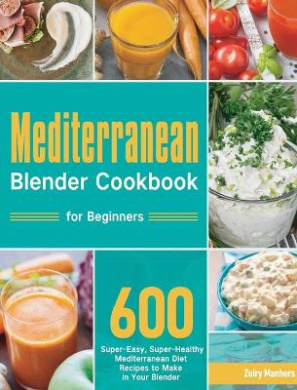 Mediterranean
Blender Cookbook
for Beginners
600
Super-Easy, Super-Healthy
Mediterranean Diet
Recipes to Make
in Your Blender
Zuiry Manhors